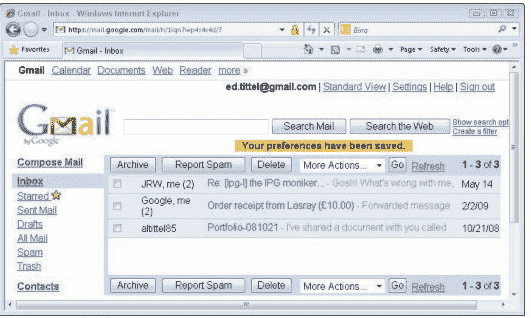 Gmail - Inbox - Windows Internet Explorer
https://mail.google.com/mail/h/1iqn7wp4r4x4d/?
Bing
Favorites Gmail - Inbox Page Safety Tools
Gmail Calendar Documents Web Reader more »
ed.tittel@gmail.com | Standard View | Settings | Help | Sign out
Gmail
by Google
Search Mail Search the Web Show search opt
Create a filter
Your preferences have been saved.
Compose Mail Archive Report Spam Delete More Actions... Go Refresh 1 - 3 of 3
Inbox JRW, me (2) Re: [ipg-l] the IPG moniker... - Gosh! What's wrong with me, May 14
Starred
Sent Mail Google, me (2) Order receipt from Lasray (£10.00) - Forwarded message 2/2/09
Drafts
All Mail altittel85 Portfolio-081021 - I've shared a document with you called 10/21/08
Spam
Trash
Contacts Archive Report Spam Delete More Actions... Go Refresh 1 - 3 of 3